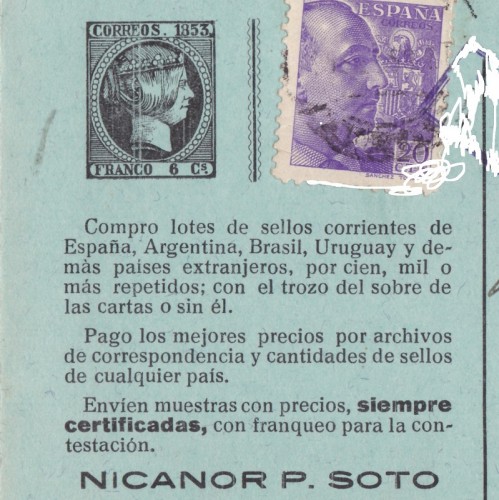 CORREOS. 1853.
FRANCO 6 Cs.
ESPAÑA
CORREOS
20
SANCHEZ
Compro lotes de sellos corrientes de
España, Argentina, Brasil, Uruguay y de-
màs paises extranjeros, por cien, mil o
más repetidos; con el trozo del sobre de
las cartas o sin él.
Pago los mejores precios por archivos
de correspondencia y cantidades de sellos
de cualquier país.
Envíen muestras con precios, siempre
certificadas, con franqueo para la con-
testación.
NICANOR P. SOTO